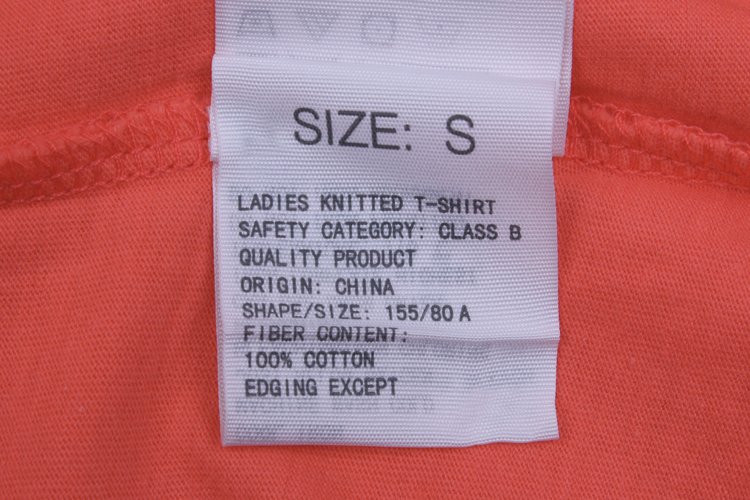 SIZE: S
LADIES KNITTED T-SHIRT
SAFETY CATEGORY: CLASS B
QUALITY PRODUCT
ORIGIN: CHINA
SHAPE/SIZE: 155/80 A
FIBER CONTENT:
100% COTTON
EDGING EXCEPT